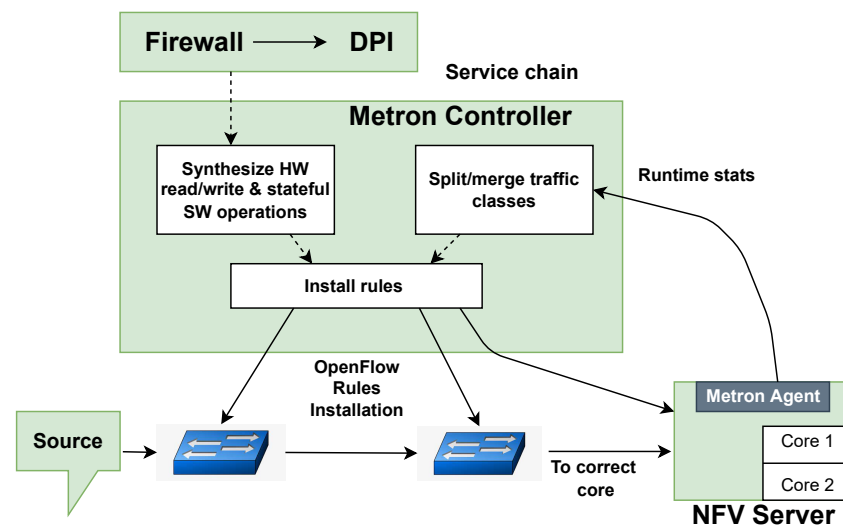 Firewall
DPI
Service chain
Metron Controller
Synthesize HW
read/write & stateful
SW operations
Split/merge traffic
classes
Runtime stats
Install rules
OpenFlow
Rules
Installation
Metron Agent
Source
Core 1
To correct
core
Core 2
NFV Server